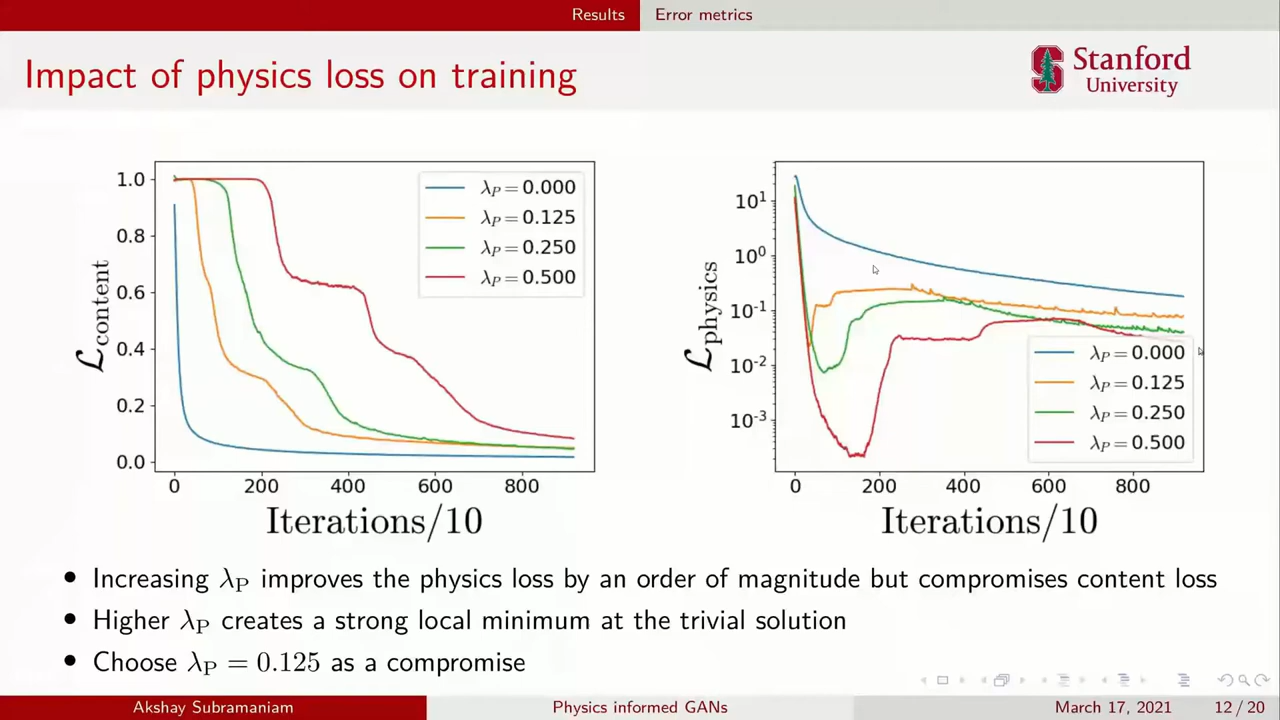 Results Error metrics
Impact of physics loss on training
Stanford
University
1.0
0.8
0.6
0.4
0.2
0.0
ℒcontent
λP = 0.000
λP = 0.125
λP = 0.250
λP = 0.500
0 200 400 600 800
Iterations/10
10¹
10⁰
10⁻¹
10⁻²
10⁻³
ℒphysics
λP = 0.000
λP = 0.125
λP = 0.250
λP = 0.500
0 200 400 600 800
Iterations/10
• Increasing λP improves the physics loss by an order of magnitude but compromises content loss
• Higher λP creates a strong local minimum at the trivial solution
• Choose λP = 0.125 as a compromise
Akshay Subramaniam Physics informed GANs March 17, 2021 12 / 20